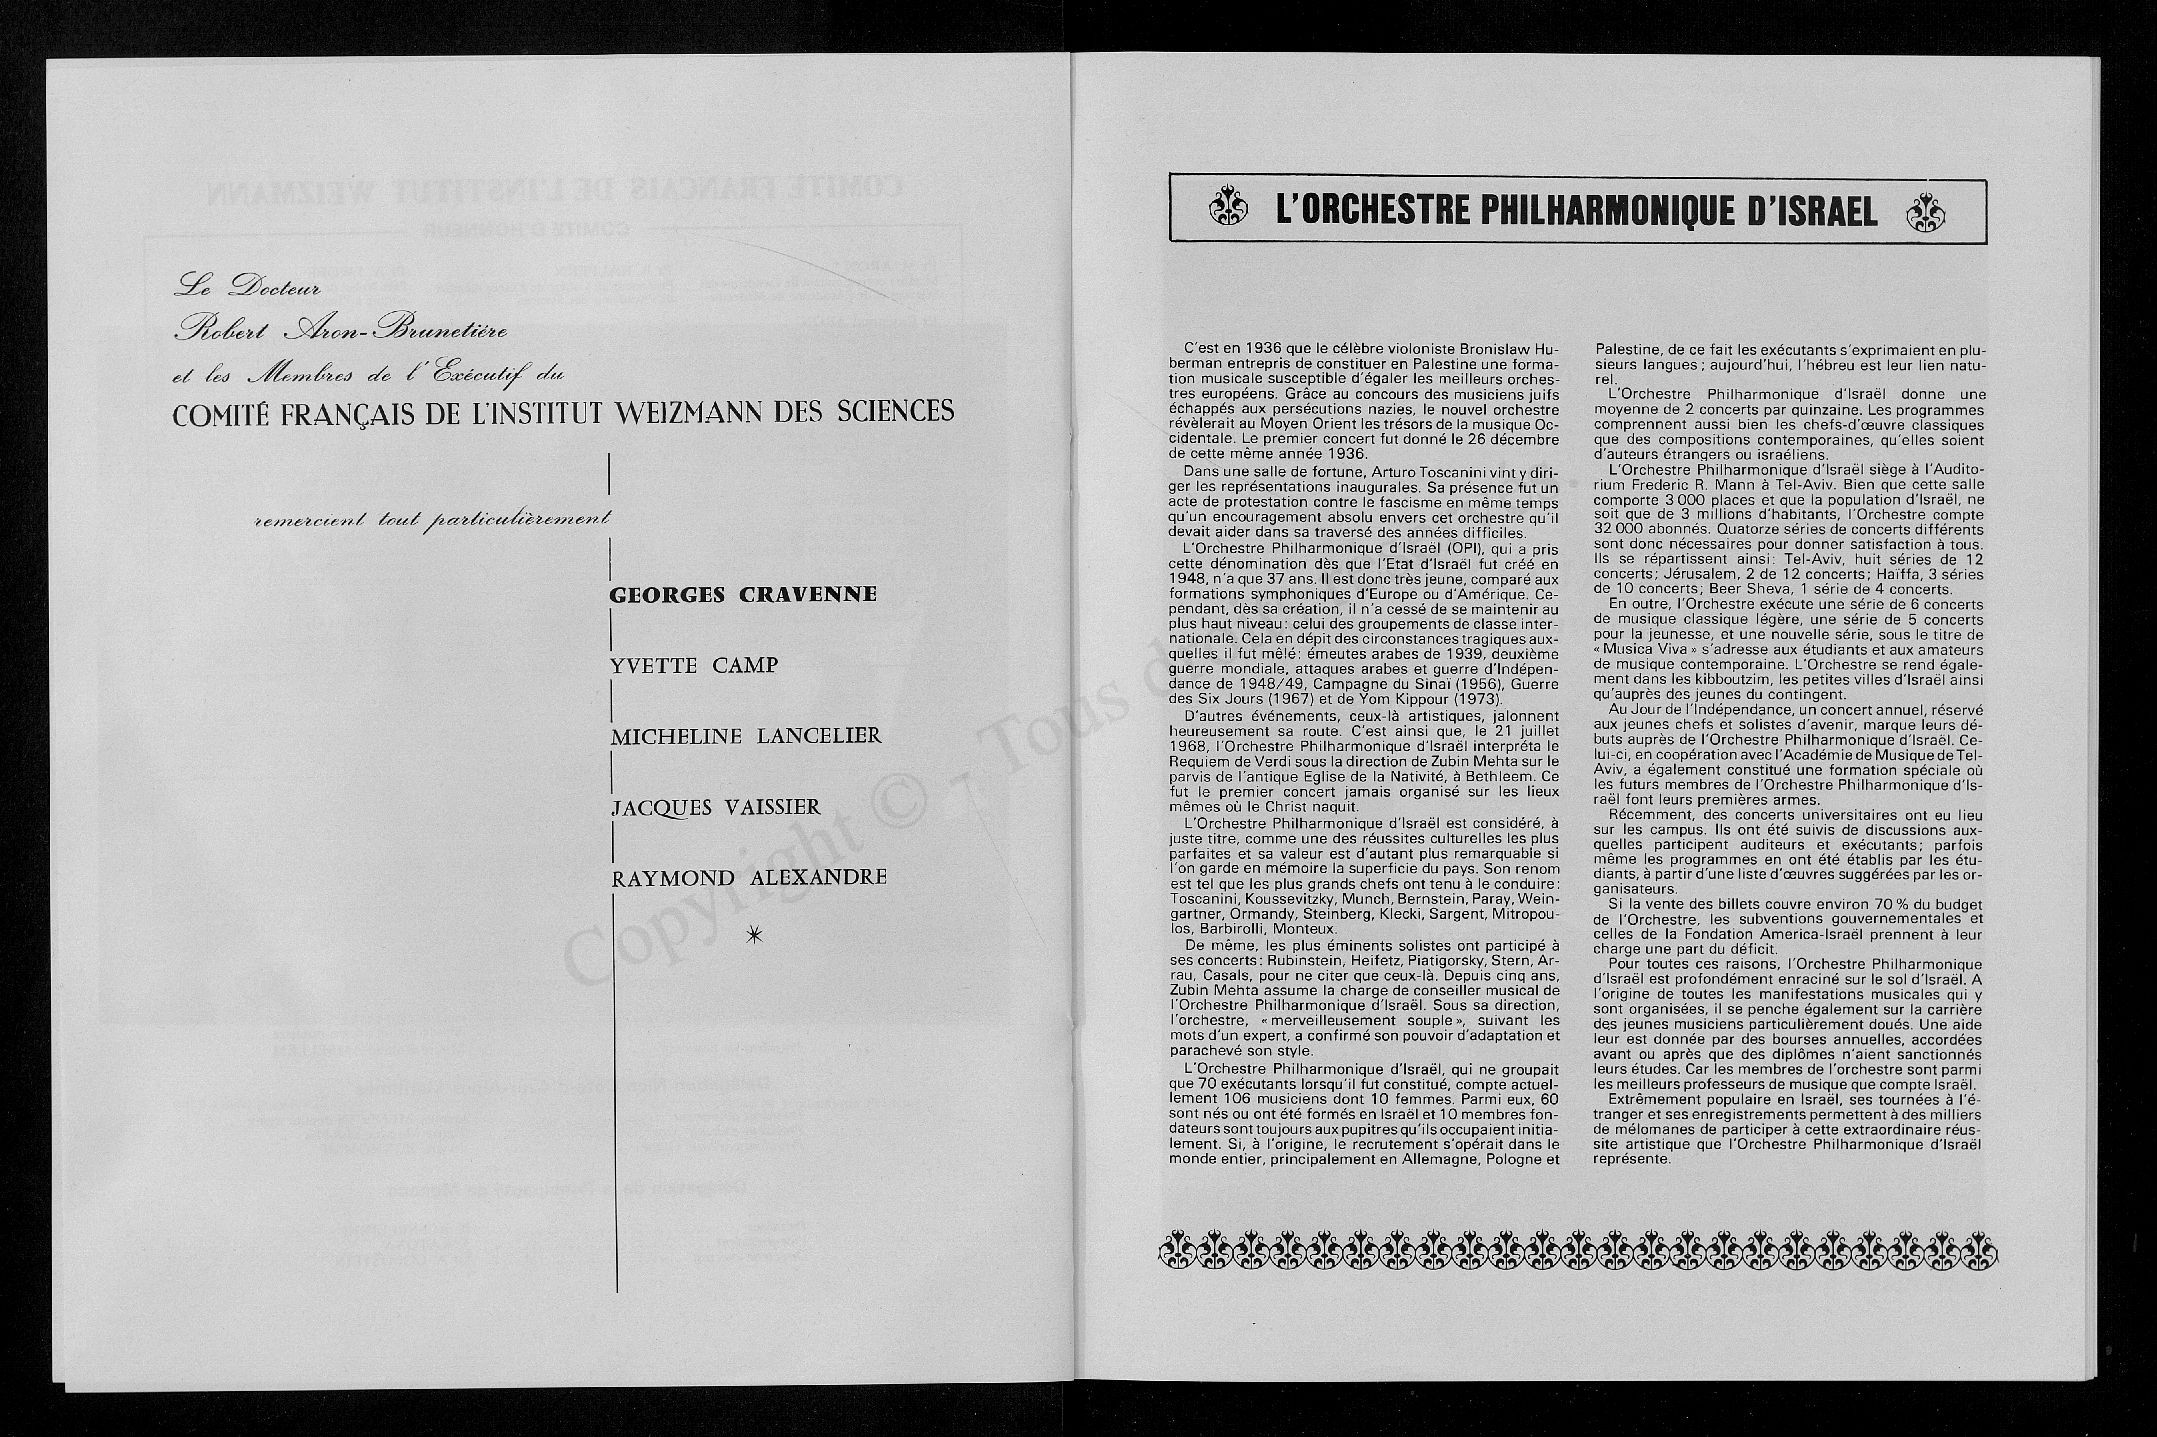 Le Docteur
Robert Aron-Brunetière
et les Membres de l'Exécutif du
COMITÉ FRANÇAIS DE L'INSTITUT WEIZMANN DES SCIENCES
remercient tout particulièrement
GEORGES CRAVENNE
YVETTE CAMP
MICHELINE LANCELIER
JACQUES VAISSIER
RAYMOND ALEXANDRE
L'ORCHESTRE PHILHARMONIQUE D'ISRAEL
C'est en 1936 que le célèbre violoniste Bronislaw Hu-
berman entrepris de constituer en Palestine une forma-
tion musicale susceptible d'égaler les meilleurs orches-
tres européens. Grâce au concours des musiciens juifs
échappés aux persécutions nazies, le nouvel orchestre
révèlerait au Moyen Orient les trésors de la musique Oc-
cidentale. Le premier concert fut donné le 26 décembre
de cette même année 1936.
Dans une salle de fortune, Arturo Toscanini vint y diri-
ger les représentations inaugurales. Sa présence fut un
acte de protestation contre le fascisme en même temps
qu'un encouragement absolu envers cet orchestre qu'il
devait aider dans sa traversé des années difficiles.
L'Orchestre Philharmonique d'Israël (OPI), qui a pris
cette dénomination dès que l'Etat d'Israël fut créé en
1948, n'a que 37 ans. Il est donc très jeune, comparé aux
formations symphoniques d'Europe ou d'Amérique. Ce-
pendant, dès sa création, il n'a cessé de se maintenir au
plus haut niveau: celui des groupements de classe inter-
nationale. Cela en dépit des circonstances tragiques aux-
quelles il fut mêlé: émeutes arabes de 1939, deuxième
guerre mondiale, attaques arabes et guerre d'Indépen-
dance de 1948/49, Campagne du Sinaï (1956), Guerre
des Six Jours (1967) et de Yom Kippour (1973).
D'autres événements, ceux-là artistiques, jalonnent
heureusement sa route. C'est ainsi que, le 21 juillet
1968, l'Orchestre Philharmonique d'Israël interpréta le
Requiem de Verdi sous la direction de Zubin Mehta sur le
parvis de l'antique Eglise de la Nativité, à Bethleem. Ce
fut le premier concert jamais organisé sur les lieux
mêmes où le Christ naquit.
L'Orchestre Philharmonique d'Israël est considéré, à
juste titre, comme une des réussites culturelles les plus
parfaites et sa valeur est d'autant plus remarquable si
l'on garde en mémoire la superficie du pays. Son renom
est tel que les plus grands chefs ont tenu à le conduire:
Toscanini, Koussevitzky, Munch, Bernstein, Paray, Wein-
gartner, Ormandy, Steinberg, Klecki, Sargent, Mitropou-
los, Barbirolli, Monteux.
De même, les plus éminents solistes ont participé à
ses concerts: Rubinstein, Heifetz, Piatigorsky, Stern, Ar-
rau, Casals, pour ne citer que ceux-là. Depuis cinq ans,
Zubin Mehta assume la charge de conseiller musical de
l'Orchestre Philharmonique d'Israël. Sous sa direction,
l'orchestre, «merveilleusement souple», suivant les
mots d'un expert, a confirmé son pouvoir d'adaptation et
parachevé son style.
L'Orchestre Philharmonique d'Israël, qui ne groupait
que 70 exécutants lorsqu'il fut constitué, compte actuel-
lement 106 musiciens dont 10 femmes. Parmi eux, 60
sont nés ou ont été formés en Israël et 10 membres fon-
dateurs sont toujours aux pupitres qu'ils occupaient initia-
lement. Si, à l'origine, le recrutement s'opérait dans le
monde entier, principalement en Allemagne, Pologne et
Palestine, de ce fait les exécutants s'exprimaient en plu-
sieurs langues; aujourd'hui, l'hébreu est leur lien natu-
rel.
L'Orchestre Philharmonique d'Israël donne une
moyenne de 2 concerts par quinzaine. Les programmes
comprennent aussi bien les chefs-d'œuvre classiques
que des compositions contemporaines, qu'elles soient
d'auteurs étrangers ou israéliens.
L'Orchestre Philharmonique d'Israël siège à l'Audito-
rium Frederic R. Mann à Tel-Aviv. Bien que cette salle
comporte 3 000 places et que la population d'Israël, ne
soit que de 3 millions d'habitants, l'Orchestre compte
32 000 abonnés. Quatorze séries de concerts différents
sont donc nécessaires pour donner satisfaction à tous.
Ils se répartissent ainsi: Tel-Aviv, huit séries de 12
concerts; Jérusalem, 2 de 12 concerts; Haïffa, 3 séries
de 10 concerts; Beer Sheva, 1 série de 4 concerts.
En outre, l'Orchestre exécute une série de 6 concerts
de musique classique légère, une série de 5 concerts
pour la jeunesse, et une nouvelle série, sous le titre de
«Musica Viva» s'adresse aux étudiants et aux amateurs
de musique contemporaine. L'Orchestre se rend égale-
ment dans les kibboutzim, les petites villes d'Israël ainsi
qu'auprès des jeunes du contingent.
Au Jour de l'Indépendance, un concert annuel, réservé
aux jeunes chefs et solistes d'avenir, marque leurs dé-
buts auprès de l'Orchestre Philharmonique d'Israël. Ce-
lui-ci, en coopération avec l'Académie de Musique de Tel-
Aviv, a également constitué une formation spéciale où
les futurs membres de l'Orchestre Philharmonique d'Is-
raël font leurs premières armes.
Récemment, des concerts universitaires ont eu lieu
sur les campus. Ils ont été suivis de discussions aux-
quelles participent auditeurs et exécutants; parfois
même les programmes en ont été établis par les étu-
diants, à partir d'une liste d'œuvres suggérées par les or-
ganisateurs.
Si la vente des billets couvre environ 70 % du budget
de l'Orchestre, les subventions gouvernementales et
celles de la Fondation America-Israël prennent à leur
charge une part du déficit.
Pour toutes ces raisons, l'Orchestre Philharmonique
d'Israël est profondément enraciné sur le sol d'Israël. A
l'origine de toutes les manifestations musicales qui y
sont organisées, il se penche également sur la carrière
des jeunes musiciens particulièrement doués. Une aide
leur est donnée par des bourses annuelles, accordées
avant ou après que des diplômes n'aient sanctionnés
leurs études. Car les membres de l'orchestre sont parmi
les meilleurs professeurs de musique que compte Israël.
Extrêmement populaire en Israël, ses tournées à l'é-
tranger et ses enregistrements permettent à des milliers
de mélomanes de participer à cette extraordinaire réus-
site artistique que l'Orchestre Philharmonique d'Israël
représente.
Copyright © - Tous d